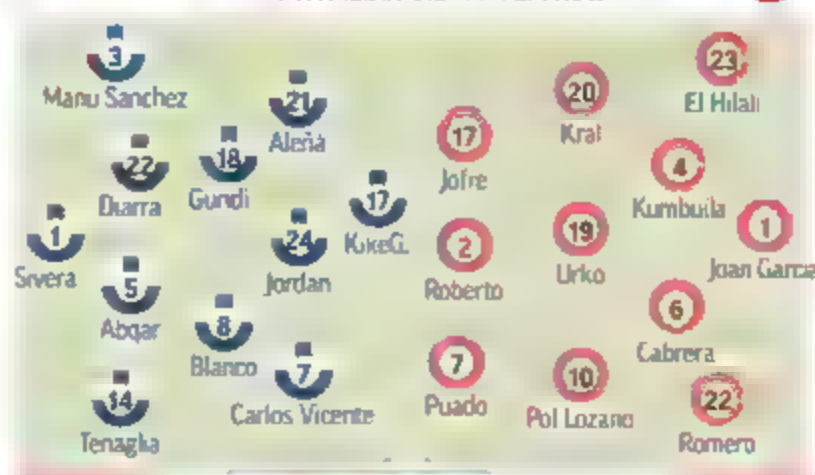 3
Manu Sanchez
22
Diarra
1
Sivera
5
Abqar
14
Tenaglia
18
Gundi
8
Blanco
21
Aleñá
24
Jordan
7
Carlos Vicente
17
KikeG.
17
Jofre
2
Roberto
7
Puado
20
Kral
19
Urko
10
Pol Lozano
23
El Hilali
4
Kumbulla
6
Cabrera
22
Romero
1
Joan Garcia